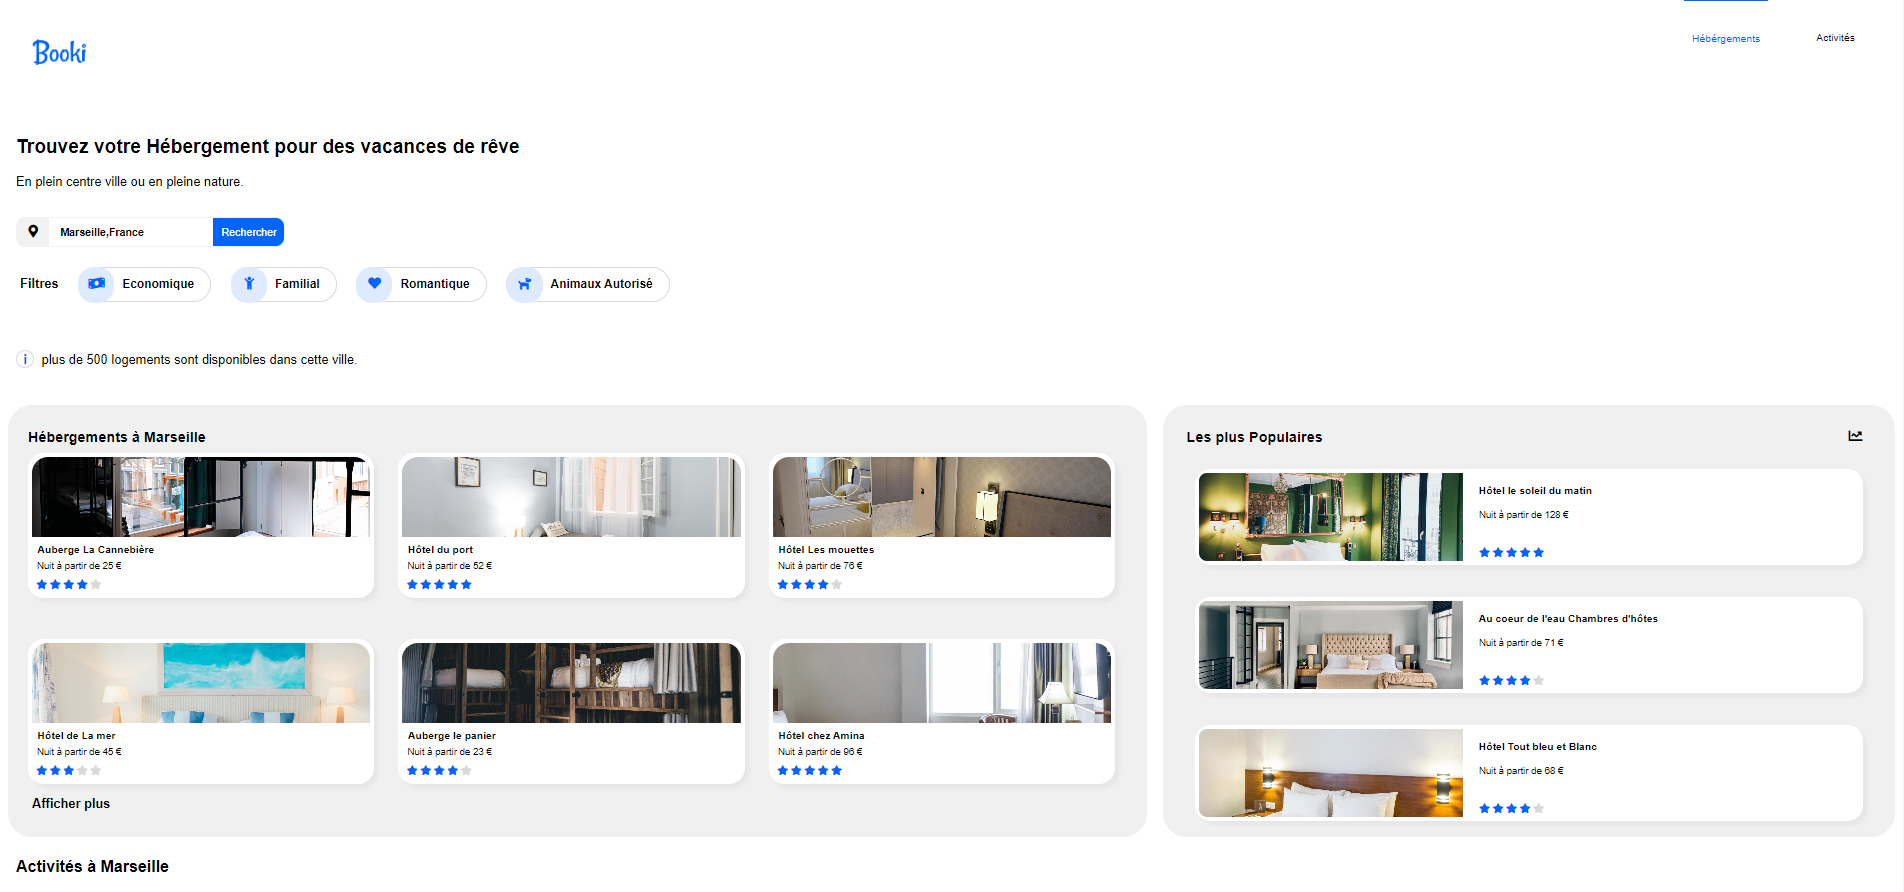 Booki
Hébérgements
Activités
Trouvez votre Hébergement pour des vacances de rêve
En plein centre ville ou en pleine nature.
Marseille,France
Rechercher
Filtres
Economique
Familial
Romantique
Animaux Autorisé
i plus de 500 logements sont disponibles dans cette ville.
Hébergements à Marseille
Auberge La Cannebière
Nuit à partir de 25 €
Hôtel du port
Nuit à partir de 52 €
Hôtel Les mouettes
Nuit à partir de 76 €
Hôtel de La mer
Nuit à partir de 45 €
Auberge le panier
Nuit à partir de 23 €
Hôtel chez Amina
Nuit à partir de 96 €
Afficher plus
Les plus Populaires
Hôtel le soleil du matin
Nuit à partir de 128 €
Au coeur de l'eau Chambres d'hôtes
Nuit à partir de 71 €
Hôtel Tout bleu et Blanc
Nuit à partir de 68 €
Activités à Marseille